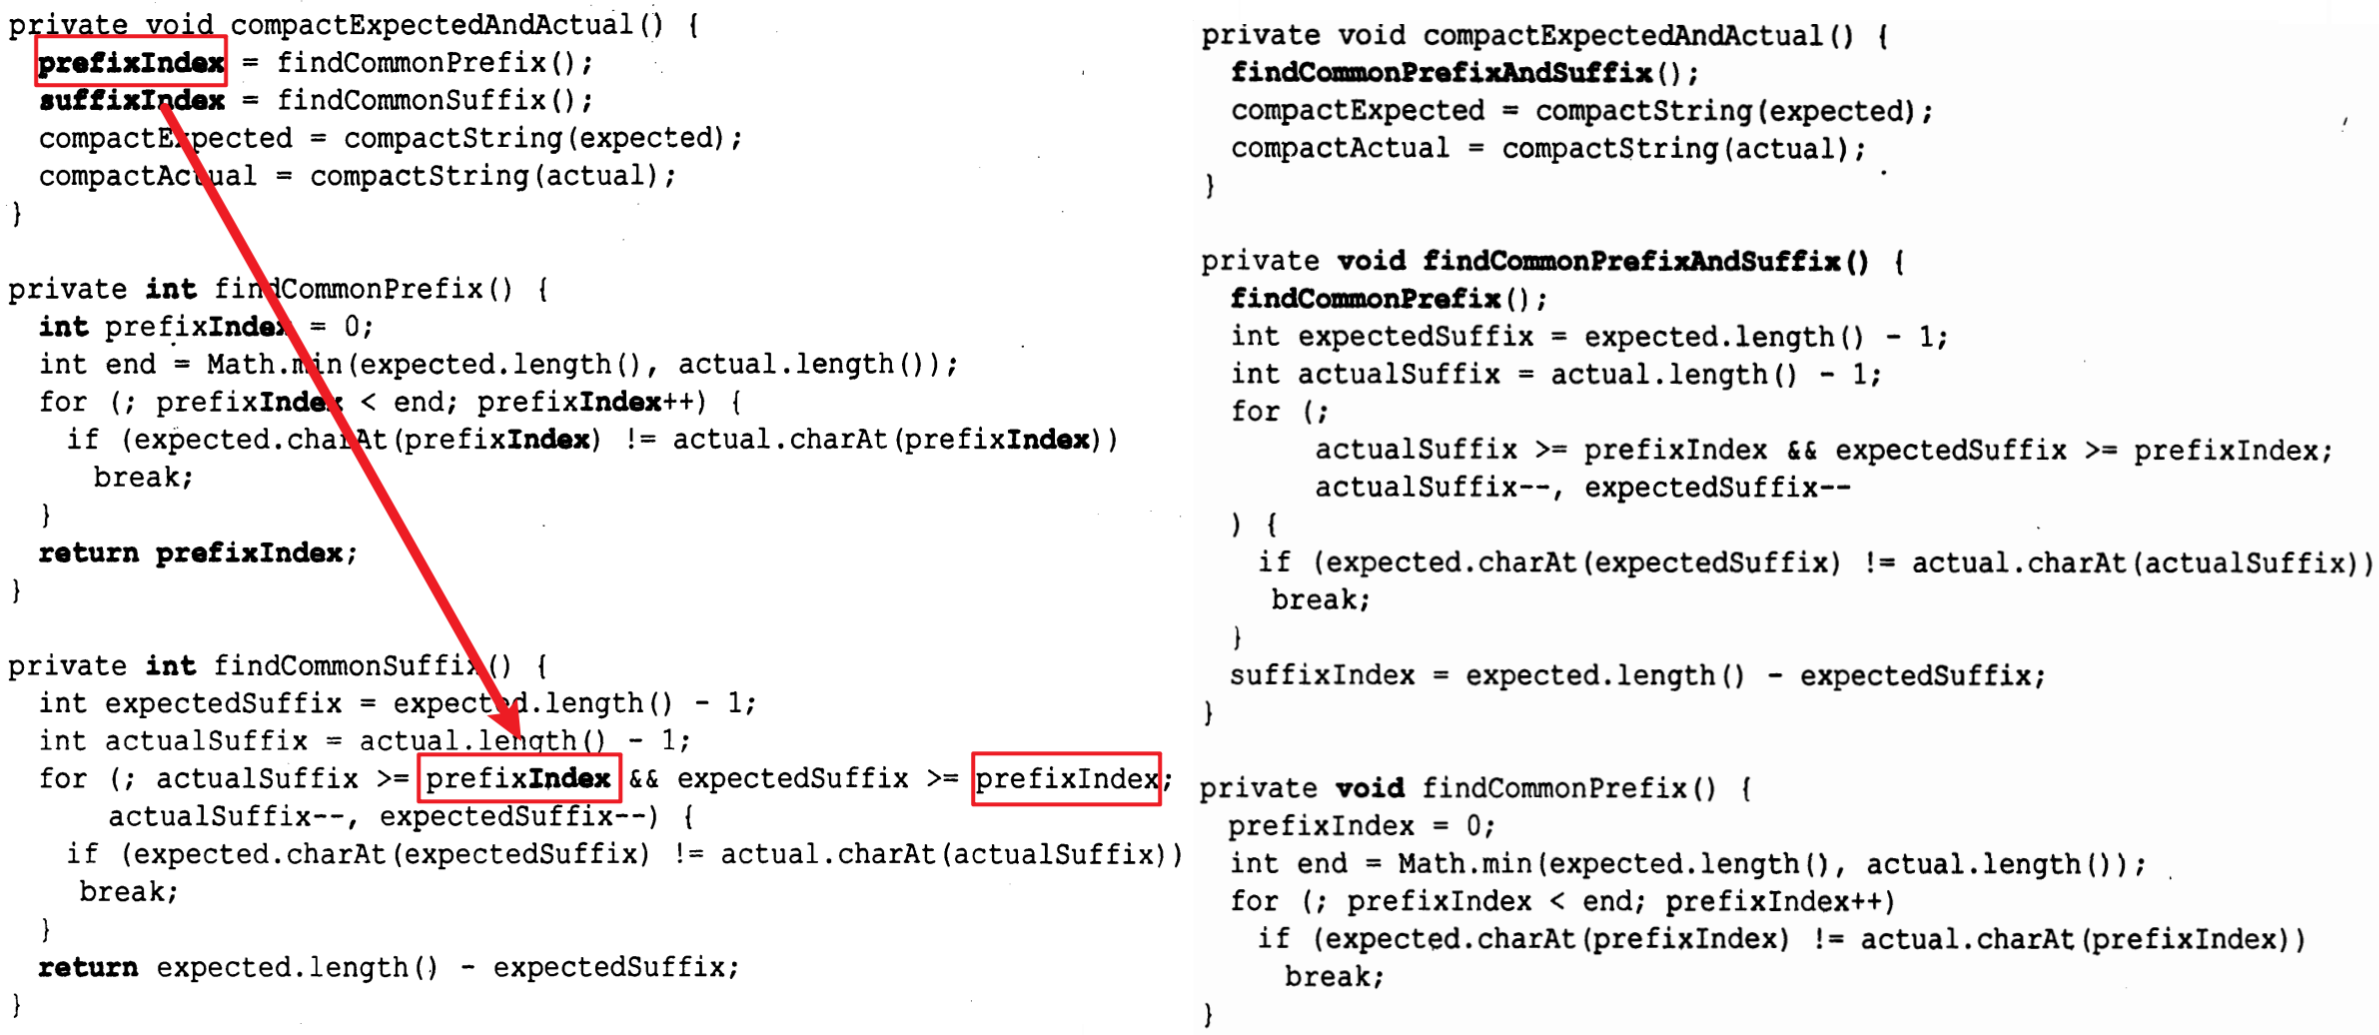 private void compactExpectedAndActual() {
  prefixIndex = findCommonPrefix();
  suffixIndex = findCommonSuffix();
  compactExpected = compactString(expected);
  compactActual = compactString(actual);
}
private int findCommonPrefix() {
  int prefixIndex = 0;
  int end = Math.min(expected.length(), actual.length());
  for (; prefixIndex < end; prefixIndex++) {
    if (expected.charAt(prefixIndex) != actual.charAt(prefixIndex))
      break;
  }
  return prefixIndex;
}
private int findCommonSuffix() {
  int expectedSuffix = expected.length() - 1;
  int actualSuffix = actual.length() - 1;
  for (; actualSuffix >= prefixIndex && expectedSuffix >= prefixIndex;
      actualSuffix--, expectedSuffix--) {
    if (expected.charAt(expectedSuffix) != actual.charAt(actualSuffix))
     break;
  }
  return expected.length() - expectedSuffix;
}
private void compactExpectedAndActual() {
  findCommonPrefixAndSuffix();
  compactExpected = compactString(expected);
  compactActual = compactString(actual);
}
private void findCommonPrefixAndSuffix() {
  findCommonPrefix();
  int expectedSuffix = expected.length() - 1;
  int actualSuffix = actual.length() - 1;
  for (;
       actualSuffix >= prefixIndex && expectedSuffix >= prefixIndex;
       actualSuffix--, expectedSuffix--
  ) {
    if (expected.charAt(expectedSuffix) != actual.charAt(actualSuffix))
     break;
  }
  suffixIndex = expected.length() - expectedSuffix;
}
private void findCommonPrefix() {
  prefixIndex = 0;
  int end = Math.min(expected.length(), actual.length());
  for (; prefixIndex < end; prefixIndex++)
    if (expected.charAt(prefixIndex) != actual.charAt(prefixIndex))
      break;
}